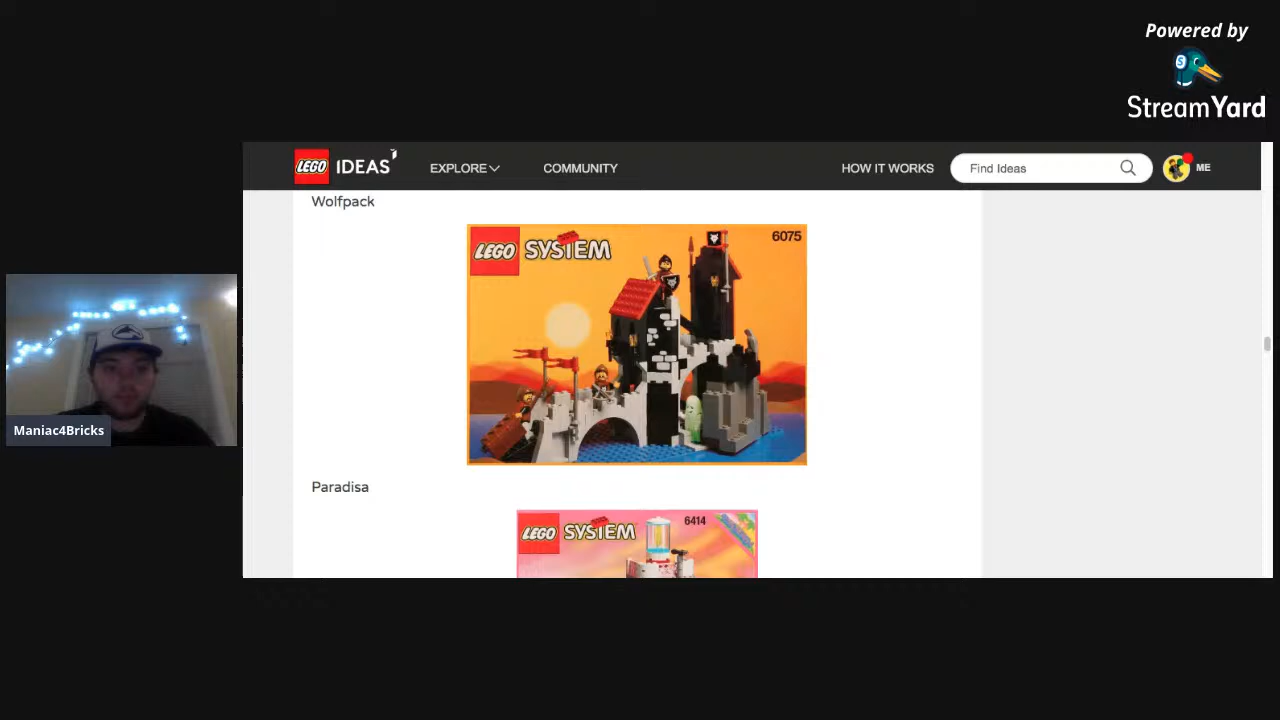 Powered by
StreamYard
LEGO IDEAS EXPLORE COMMUNITY HOW IT WORKS Find Ideas ME
Wolfpack
LEGO SYSTEM 6075
Maniac4Bricks
Paradisa
LEGO SYSTEM 6414